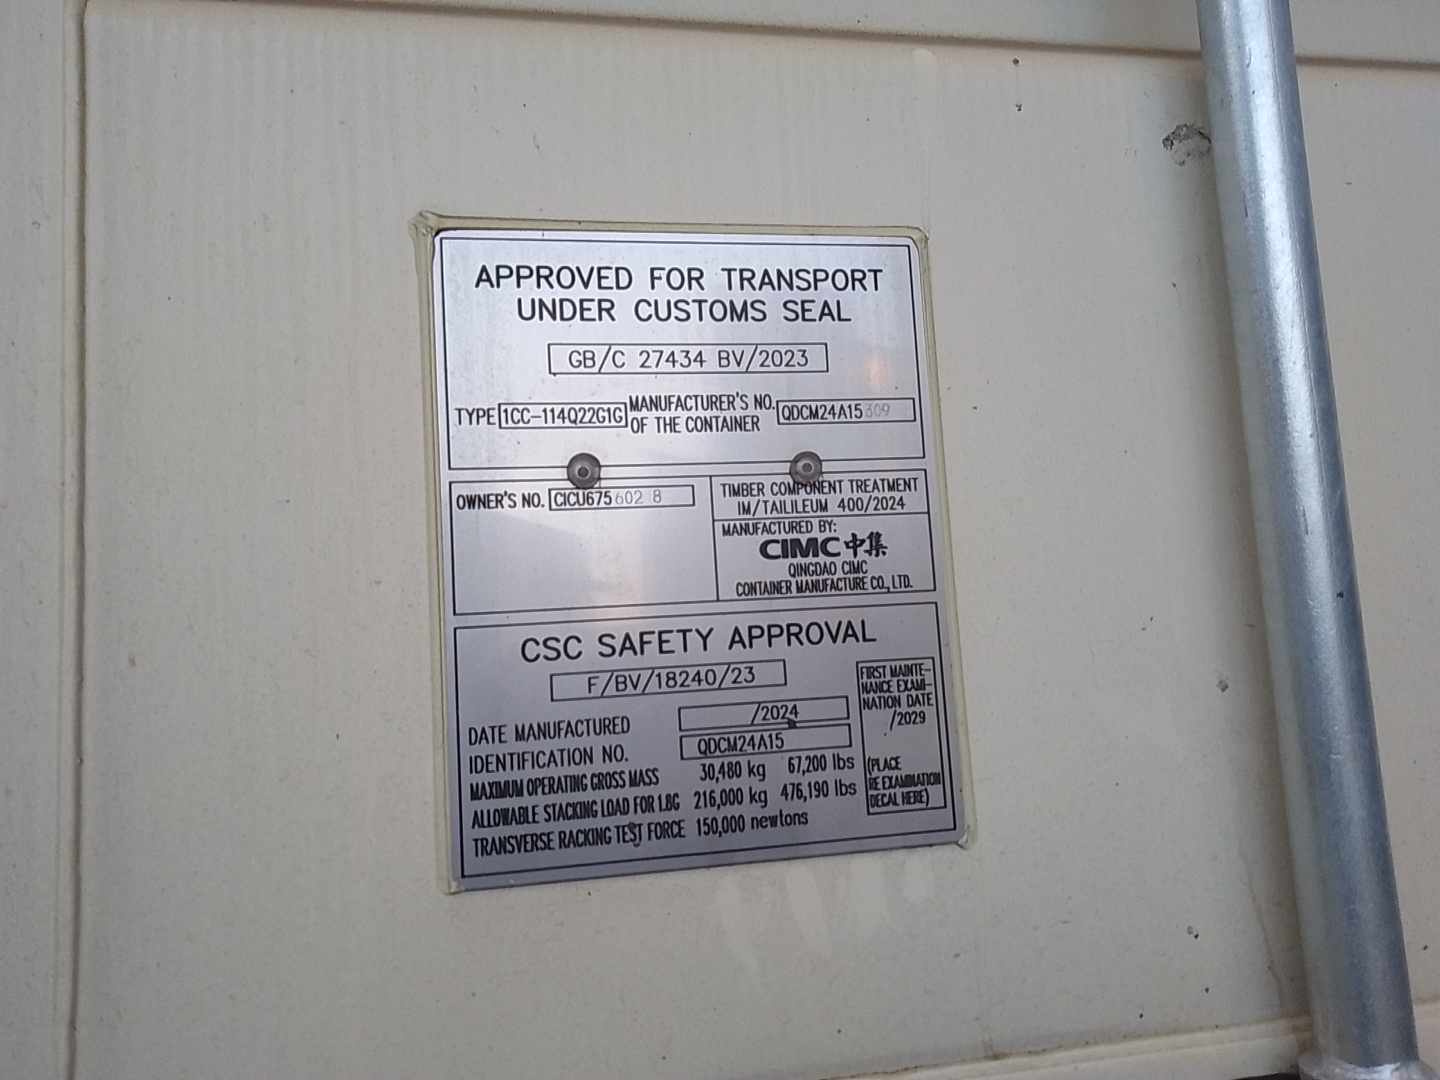 APPROVED FOR TRANSPORT
UNDER CUSTOMS SEAL
GB/C 27434 BV/2023
TYPE 1CC-114Q22G1G MANUFACTURER'S NO. OF THE CONTAINER QDCM24A15309
OWNER'S NO. CICU675602 8
TIMBER COMPONENT TREATMENT
IM/TAILILEUM 400/2024
MANUFACTURED BY:
CIMC中集
QINGDAO CIMC
CONTAINER MANUFACTURE CO., LTD.
CSC SAFETY APPROVAL
F/BV/18240/23
DATE MANUFACTURED /2024
IDENTIFICATION NO. QDCM24A15
MAXIMUM OPERATING GROSS MASS 30,480 kg 67,200 lbs
ALLOWABLE STACKING LOAD FOR 1.8G 216,000 kg 476,190 lbs
TRANSVERSE RACKING TEST FORCE 150,000 newtons
FIRST MAINTE-
NANCE EXAMI-
NATION DATE
/2029
(PLACE
RE EXAMINATION
DECAL HERE)